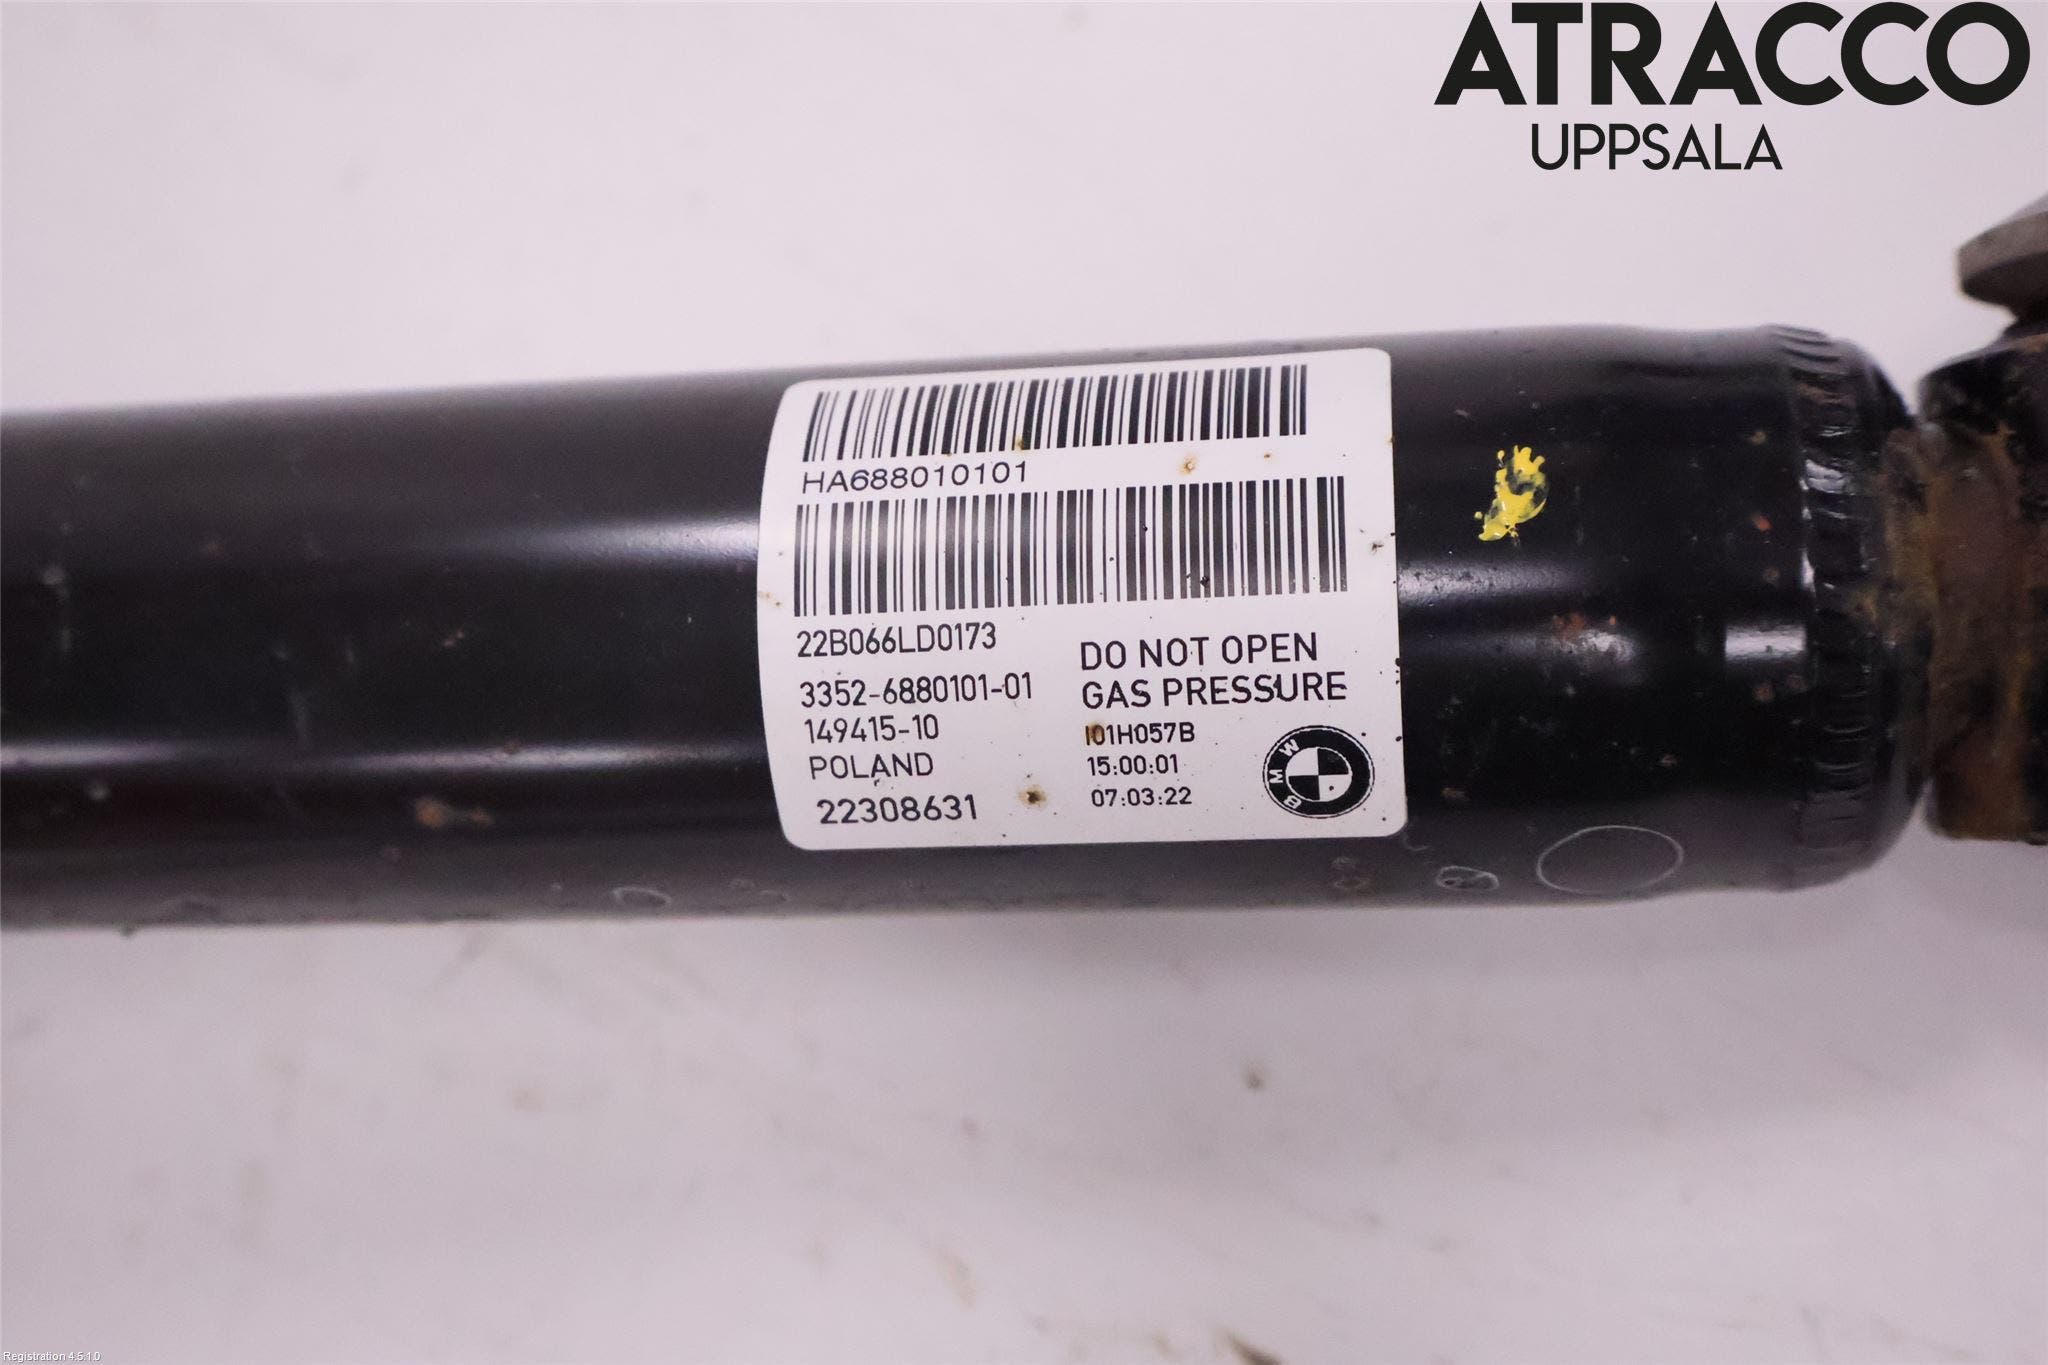 ATRACCO
UPPSALA
HA688010101
22B066LD0173
3352-6880101-01
149415-10
POLAND
22308631
DO NOT OPEN
GAS PRESSURE
I01H057B
15:00:01
07:03:22
BMW
Registration 4.5.1.0